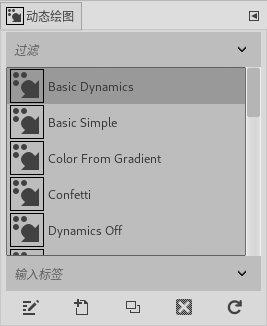 动态绘图
过滤
Basic Dynamics
Basic Simple
Color From Gradient
Confetti
Dynamics Off
输入标签